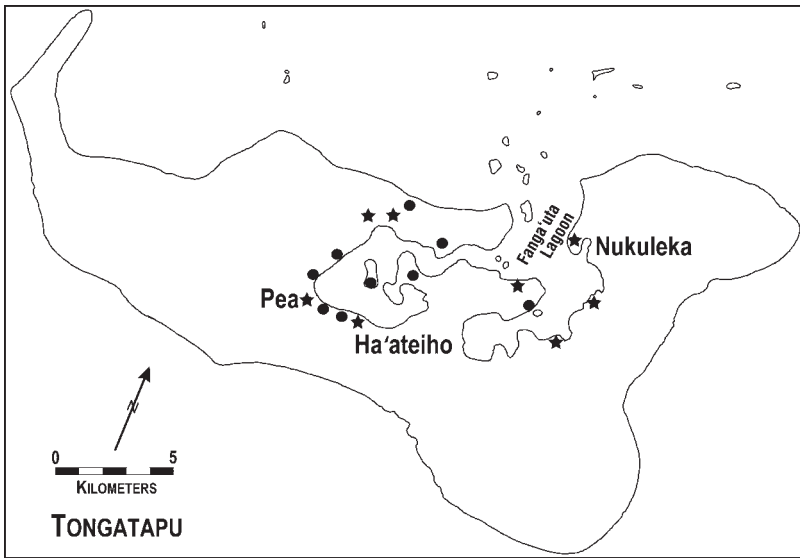 Fanga‘uta
Lagoon
Nukuleka
Pea
Ha‘ateiho
N
0 5
KILOMETERS
TONGATAPU